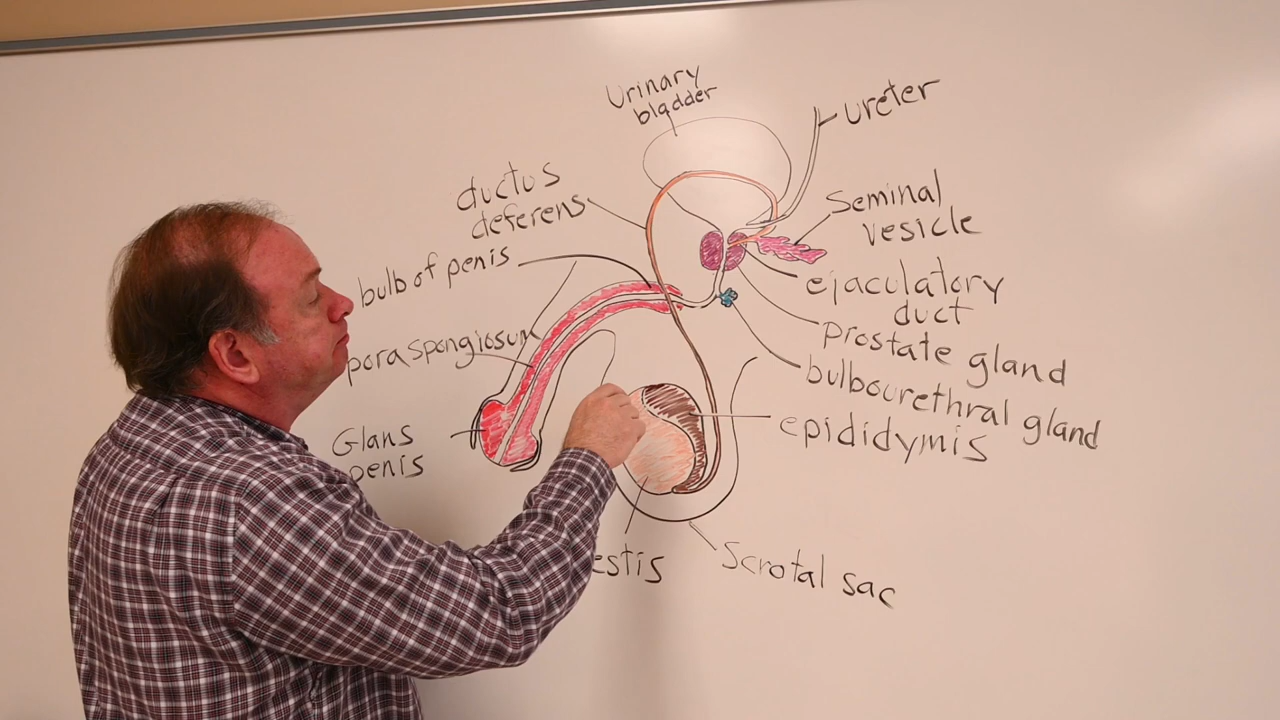 Urinary
bladder
ureter
ductus
deferens
Seminal
vesicle
bulb of penis
ejaculatory
duct
prostate gland
pora spongiosum
bulbourethral gland
Glans
penis
epididymis
estis
Scrotal sac